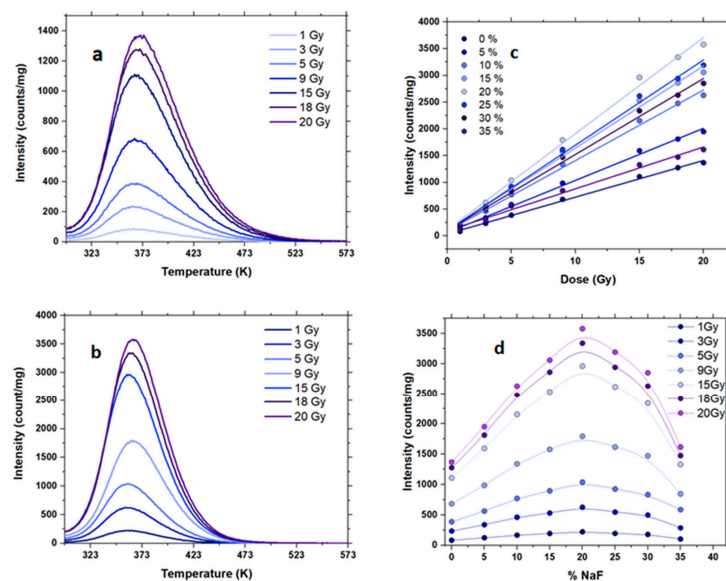 a
1 Gy
3 Gy
5 Gy
9 Gy
15 Gy
18 Gy
20 Gy
1400
1200
1000
800
600
400
200
0
323
373
423
473
523
573
Temperature (K)
Intensity (counts/mg)
c
0 %
5 %
10 %
15 %
20 %
25 %
30 %
35 %
4000
3500
3000
2500
2000
1500
1000
500
0
0
5
10
15
20
Dose (Gy)
Intensity (counts/mg)
b
1 Gy
3 Gy
5 Gy
9 Gy
15 Gy
18 Gy
20 Gy
4000
3500
3000
2500
2000
1500
1000
500
0
323
373
423
473
523
573
Temperature (K)
Intensity (counts/mg)
d
1Gy
3Gy
5Gy
9Gy
15Gy
18Gy
20Gy
3500
3000
2500
2000
1500
1000
500
0
0
5
10
15
20
25
30
35
40
% NaF
Intensity (counts/mg)